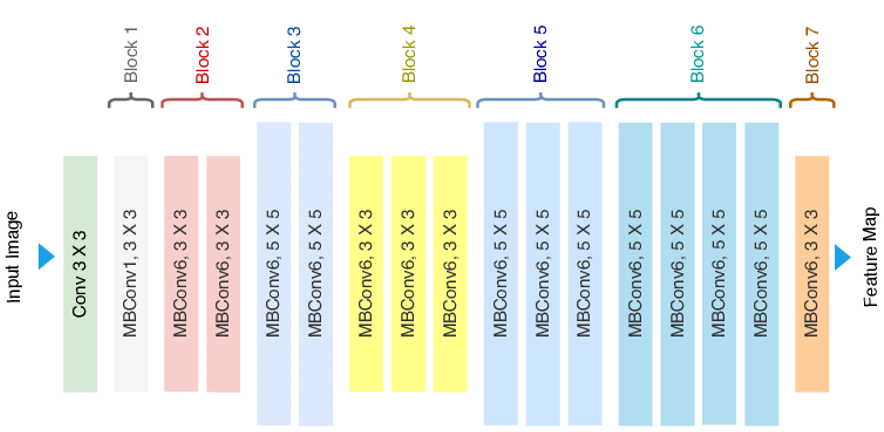 Block 1
Block 2
Block 3
Block 4
Block 5
Block 6
Block 7
Input Image
Conv 3 X 3
MBConv1, 3 X 3
MBConv6, 3 X 3
MBConv6, 3 X 3
MBConv6, 5 X 5
MBConv6, 5 X 5
MBConv6, 3 X 3
MBConv6, 3 X 3
MBConv6, 3 X 3
MBConv6, 5 X 5
MBConv6, 5 X 5
MBConv6, 5 X 5
MBConv6, 5 X 5
MBConv6, 5 X 5
MBConv6, 5 X 5
MBConv6, 5 X 5
MBConv6, 3 X 3
Feature Map